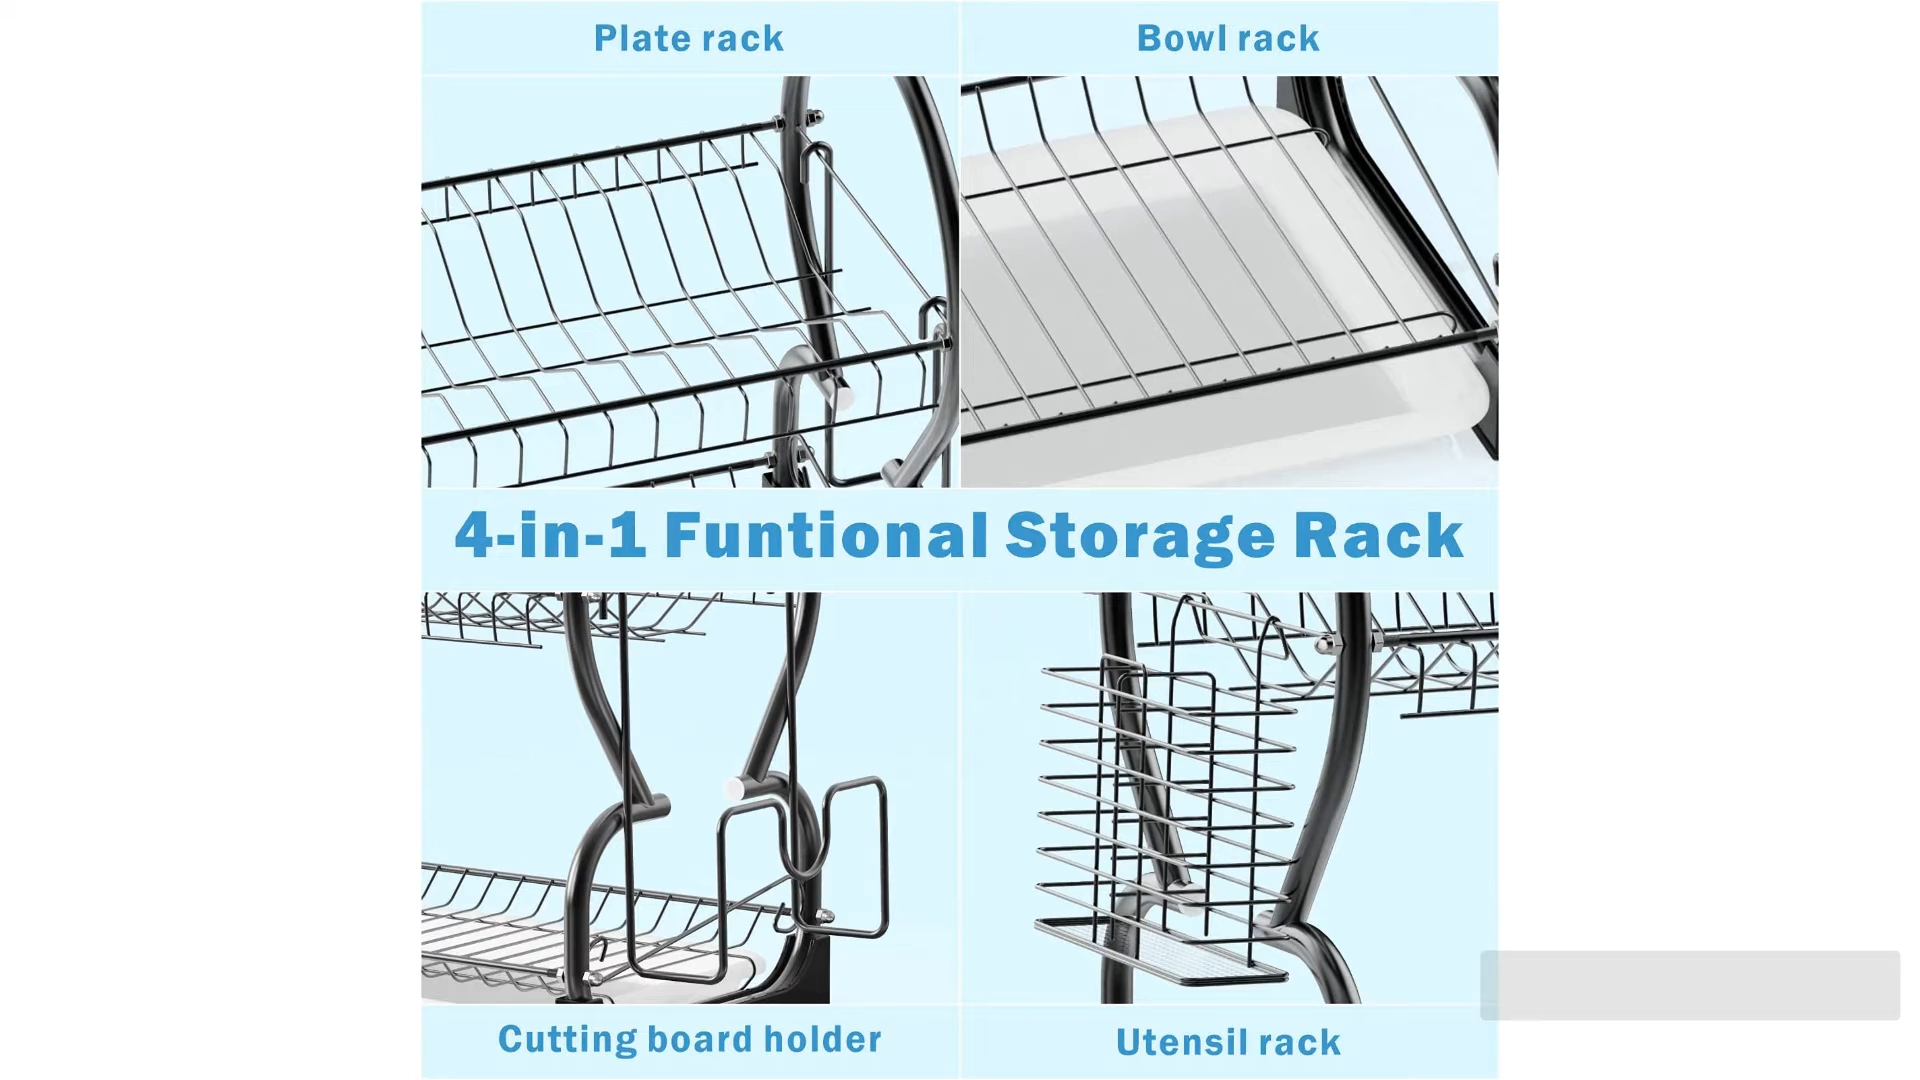 Plate rack
Bowl rack
4-in-1 Funtional Storage Rack
Cutting board holder
Utensil rack